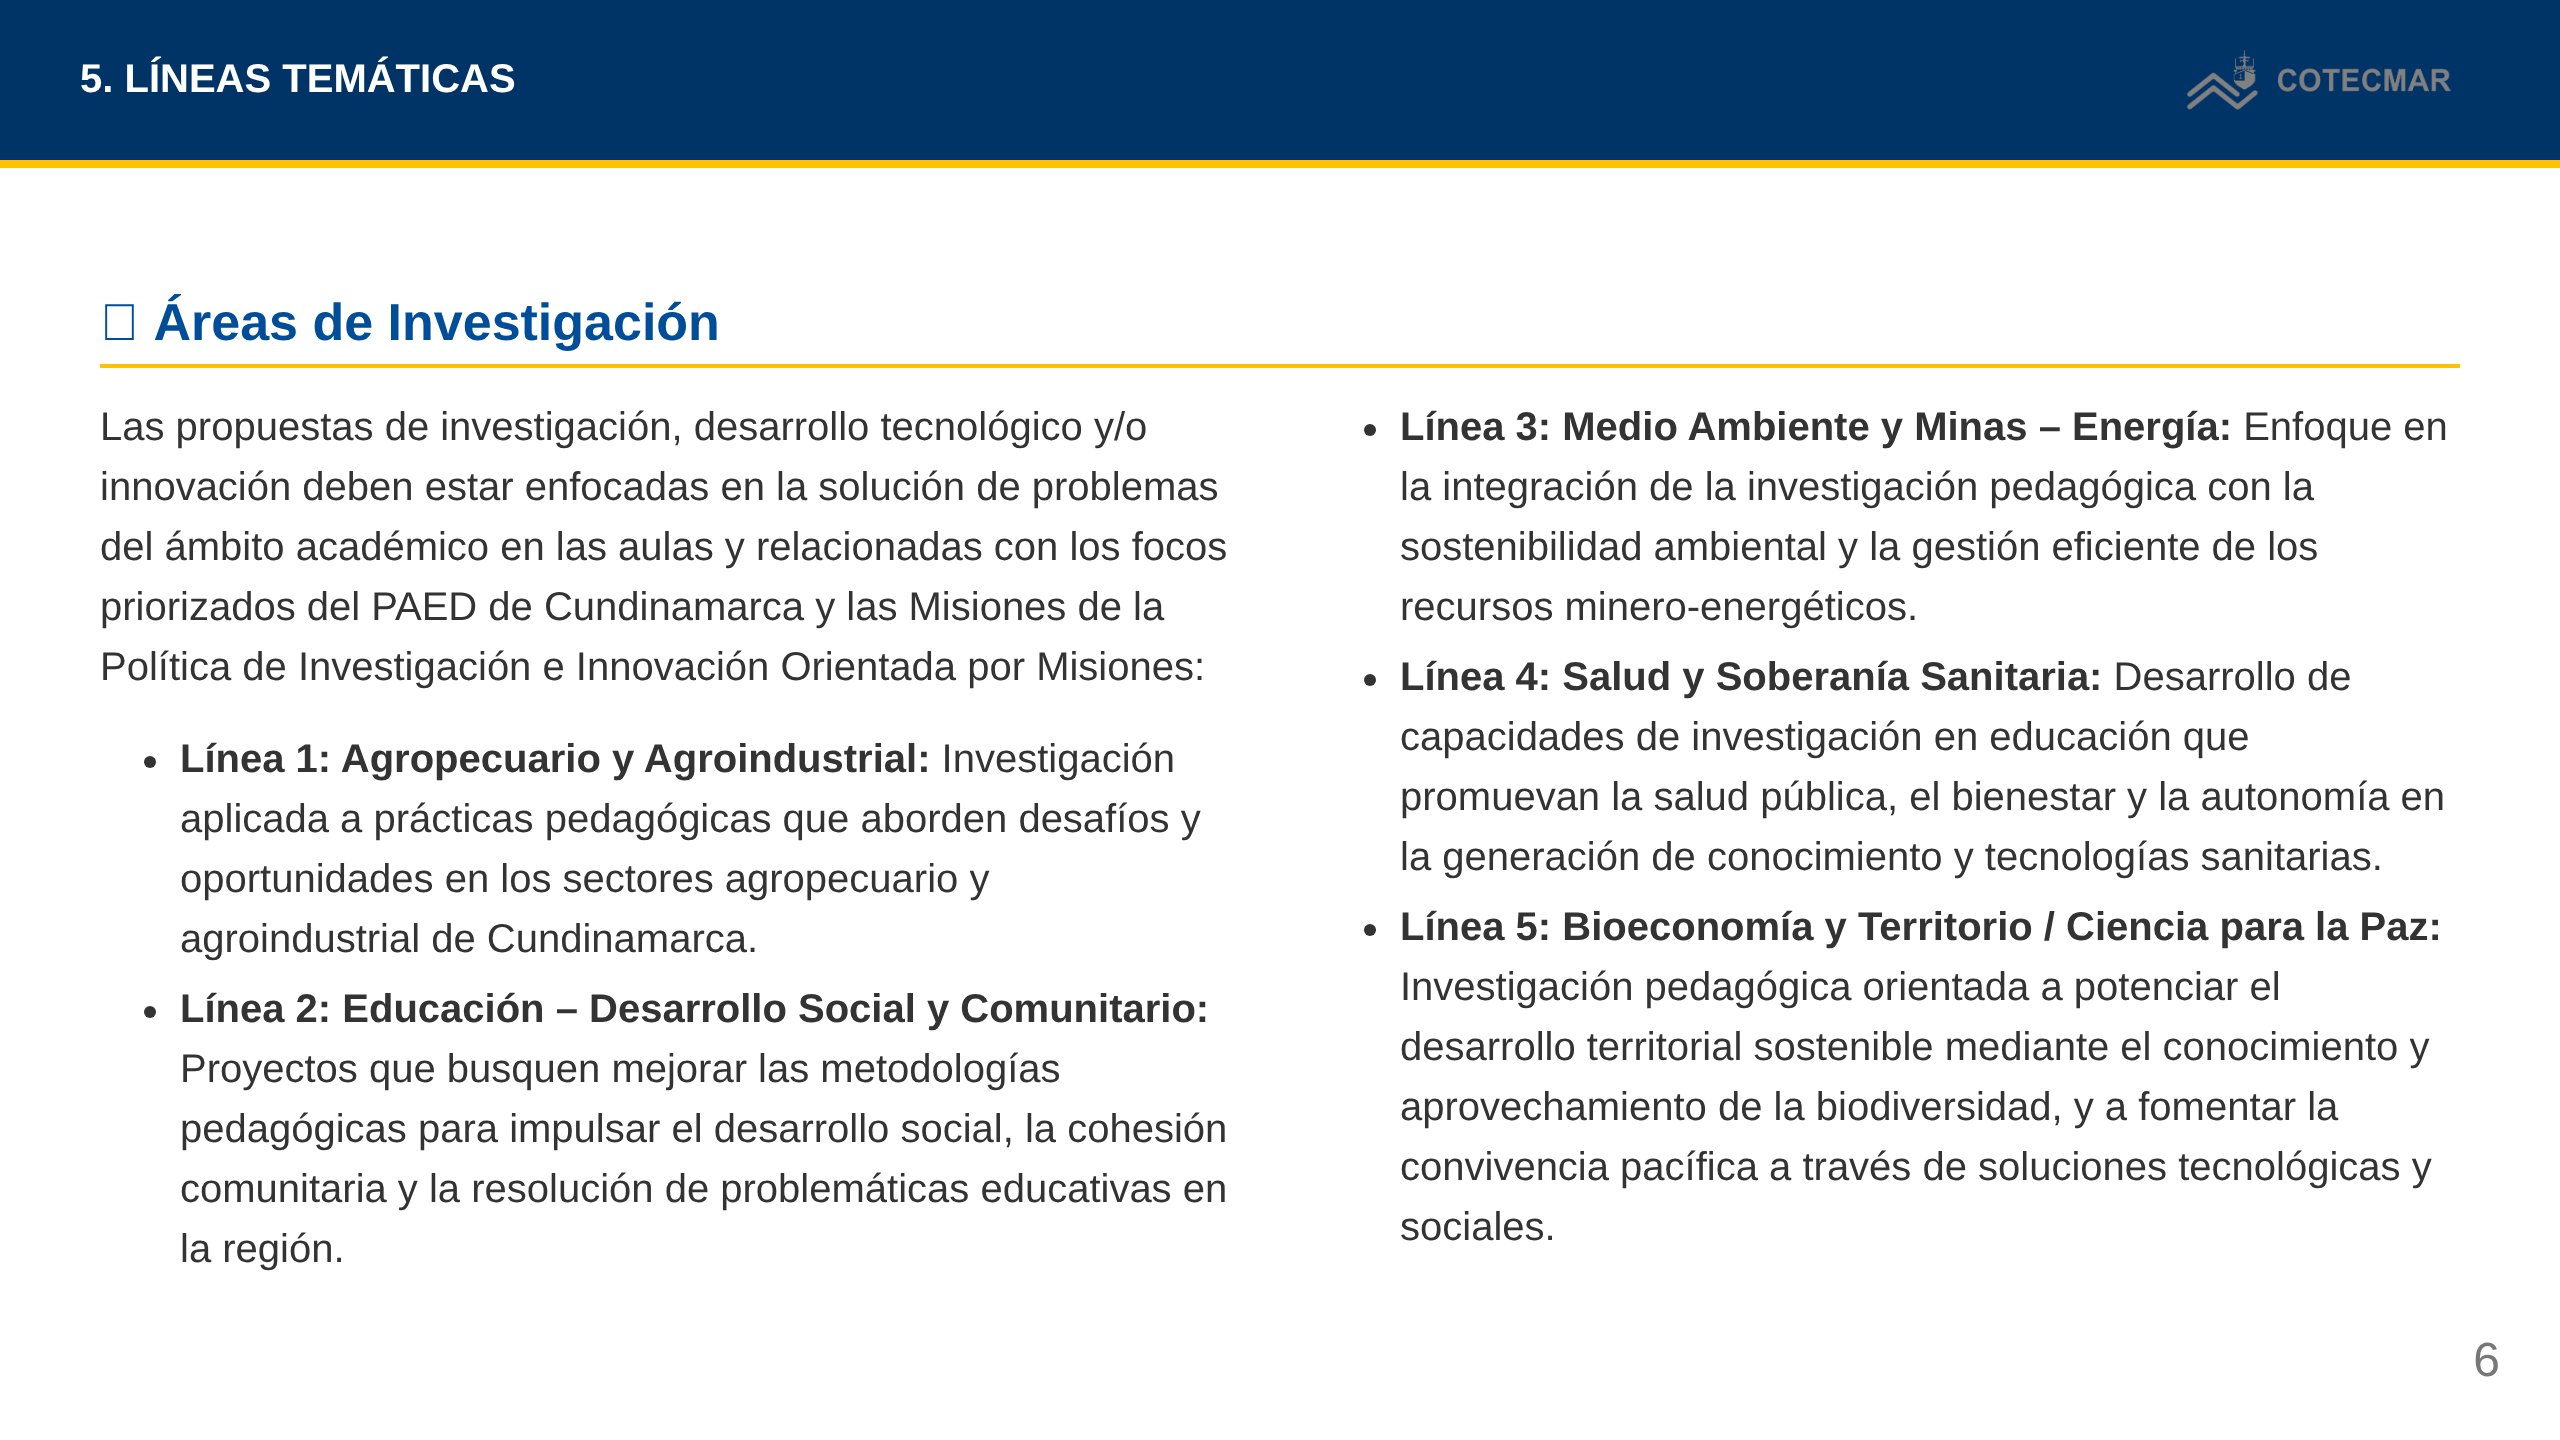 5. LÍNEAS TEMÁTICAS
COTECMAR
Áreas de Investigación
Las propuestas de investigación, desarrollo tecnológico y/o
innovación deben estar enfocadas en la solución de problemas
del ámbito académico en las aulas y relacionadas con los focos
priorizados del PAED de Cundinamarca y las Misiones de la
Política de Investigación e Innovación Orientada por Misiones:
• Línea 1: Agropecuario y Agroindustrial: Investigación
aplicada a prácticas pedagógicas que aborden desafíos y
oportunidades en los sectores agropecuario y
agroindustrial de Cundinamarca.
• Línea 2: Educación – Desarrollo Social y Comunitario:
Proyectos que busquen mejorar las metodologías
pedagógicas para impulsar el desarrollo social, la cohesión
comunitaria y la resolución de problemáticas educativas en
la región.
• Línea 3: Medio Ambiente y Minas – Energía: Enfoque en
la integración de la investigación pedagógica con la
sostenibilidad ambiental y la gestión eficiente de los
recursos minero-energéticos.
• Línea 4: Salud y Soberanía Sanitaria: Desarrollo de
capacidades de investigación en educación que
promuevan la salud pública, el bienestar y la autonomía en
la generación de conocimiento y tecnologías sanitarias.
• Línea 5: Bioeconomía y Territorio / Ciencia para la Paz:
Investigación pedagógica orientada a potenciar el
desarrollo territorial sostenible mediante el conocimiento y
aprovechamiento de la biodiversidad, y a fomentar la
convivencia pacífica a través de soluciones tecnológicas y
sociales.
6